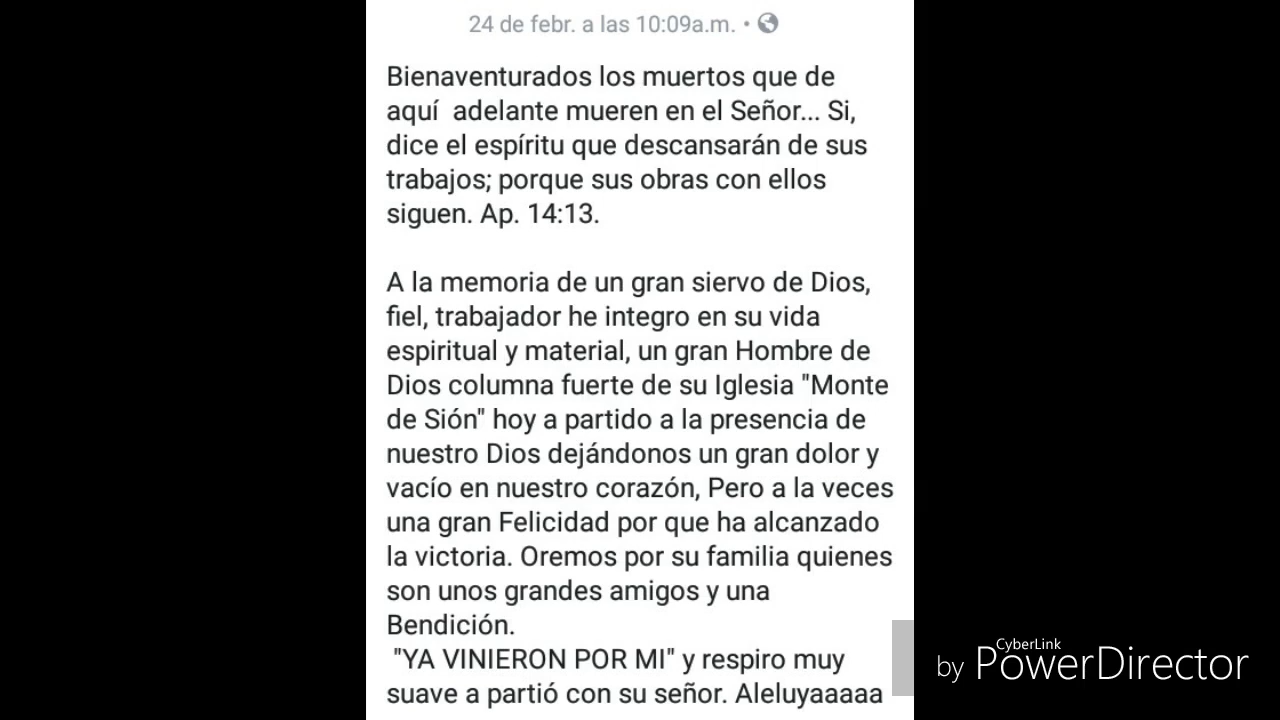 24 de febr. a las 10:09a.m. •
Bienaventurados los muertos que de
aquí  adelante mueren en el Señor... Si,
dice el espíritu que descansarán de sus
trabajos; porque sus obras con ellos
siguen. Ap. 14:13.
A la memoria de un gran siervo de Dios,
fiel, trabajador he integro en su vida
espiritual y material, un gran Hombre de
Dios columna fuerte de su Iglesia "Monte
de Sión" hoy a partido a la presencia de
nuestro Dios dejándonos un gran dolor y
vacío en nuestro corazón, Pero a la veces
una gran Felicidad por que ha alcanzado
la victoria. Oremos por su familia quienes
son unos grandes amigos y una
Bendición.
"YA VINIERON POR MI" y respiro muy
suave a partió con su señor. Aleluyaaaaa
CyberLink
by PowerDirector